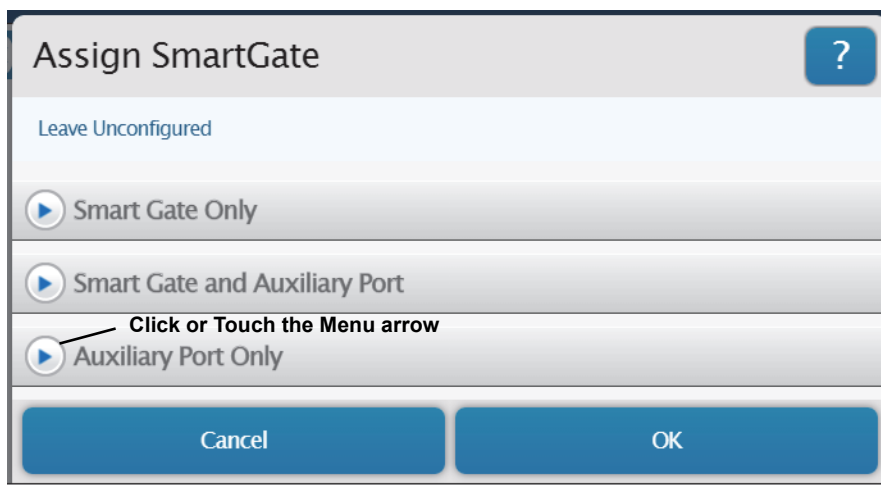 Assign SmartGate
?
Leave Unconfigured
Smart Gate Only
Smart Gate and Auxiliary Port
Click or Touch the Menu arrow
Auxiliary Port Only
Cancel
OK